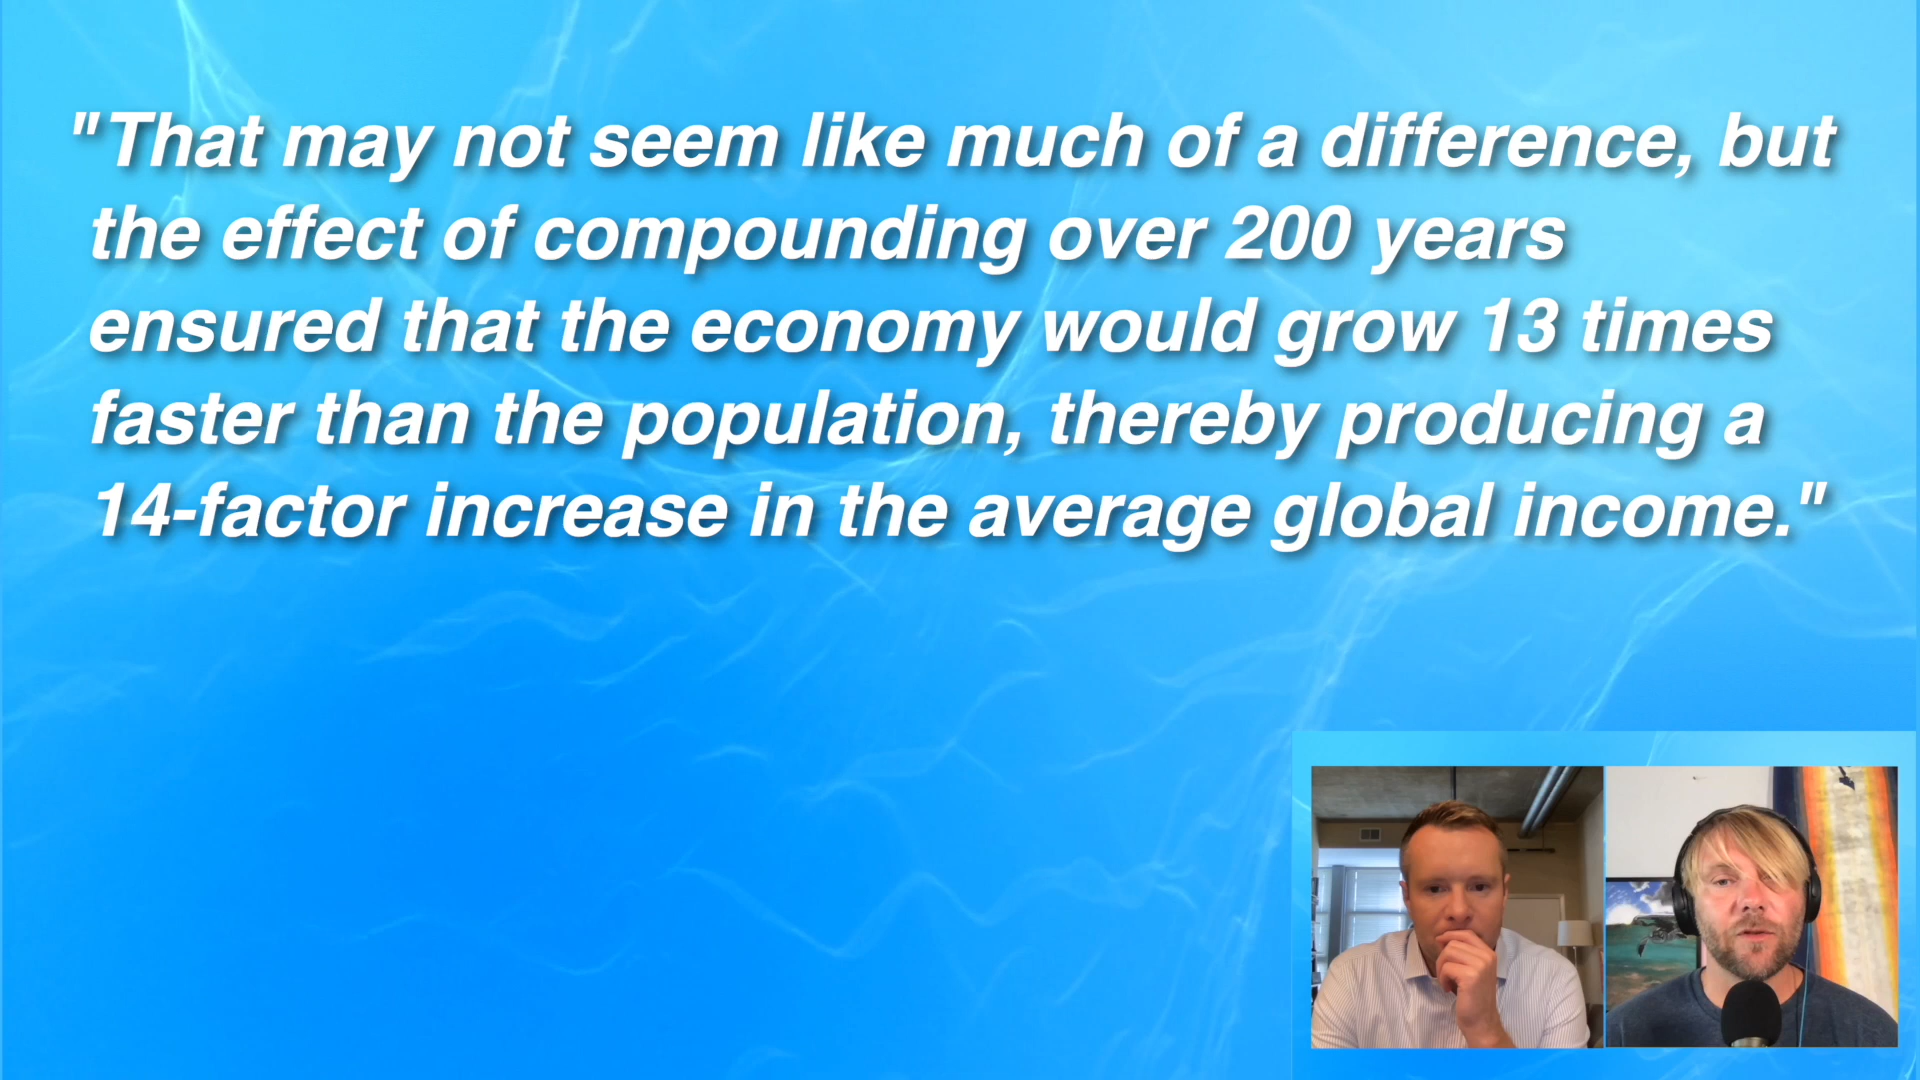 "That may not seem like much of a difference, but
the effect of compounding over 200 years
ensured that the economy would grow 13 times
faster than the population, thereby producing a
14-factor increase in the average global income."